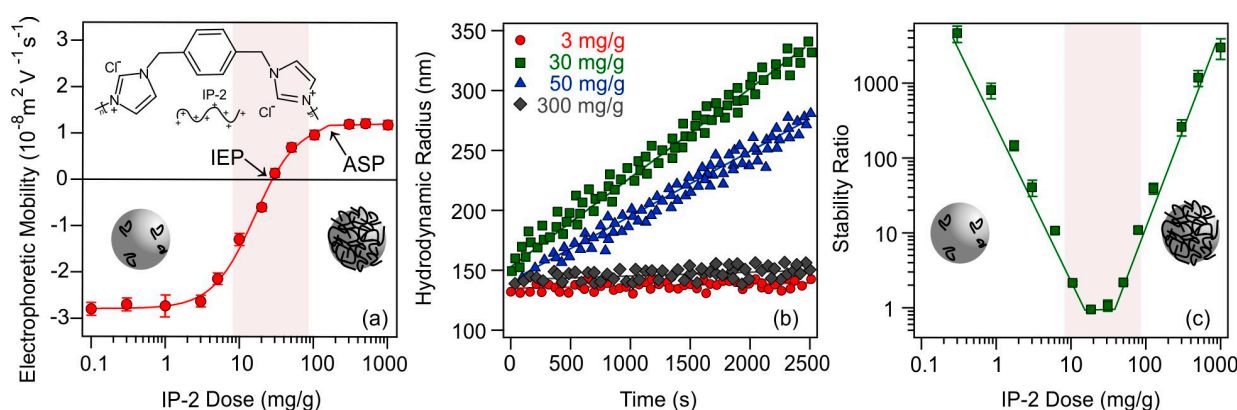 Electrophoretic Mobility (10⁻⁸m² V⁻¹ s⁻¹)
3
2
1
0
-1
-2
-3
Cl⁻
N
N
N⁺
n
IP-2
+ + + + + +
Cl⁻
N
N⁺
n
IEP
ASP
(a)
0.1 1 10 100 1000
IP-2 Dose (mg/g)
Hydrodynamic Radius (nm)
350
300
250
200
150
100
3 mg/g
30 mg/g
50 mg/g
300 mg/g
(b)
0 500 1000 1500 2000 2500
Time (s)
Stability Ratio
1000
100
10
1
(c)
0.1 1 10 100 1000
IP-2 Dose (mg/g)